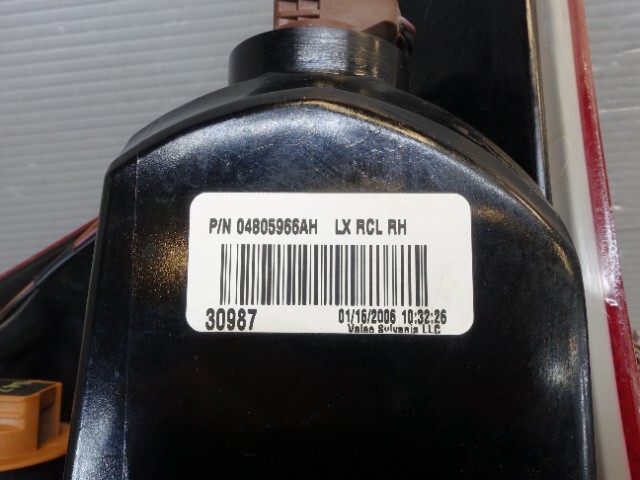 P/N 04805966AH LX RCL RH
30987 01/16/2006 10:32:26
Valeo Sylvania LLC